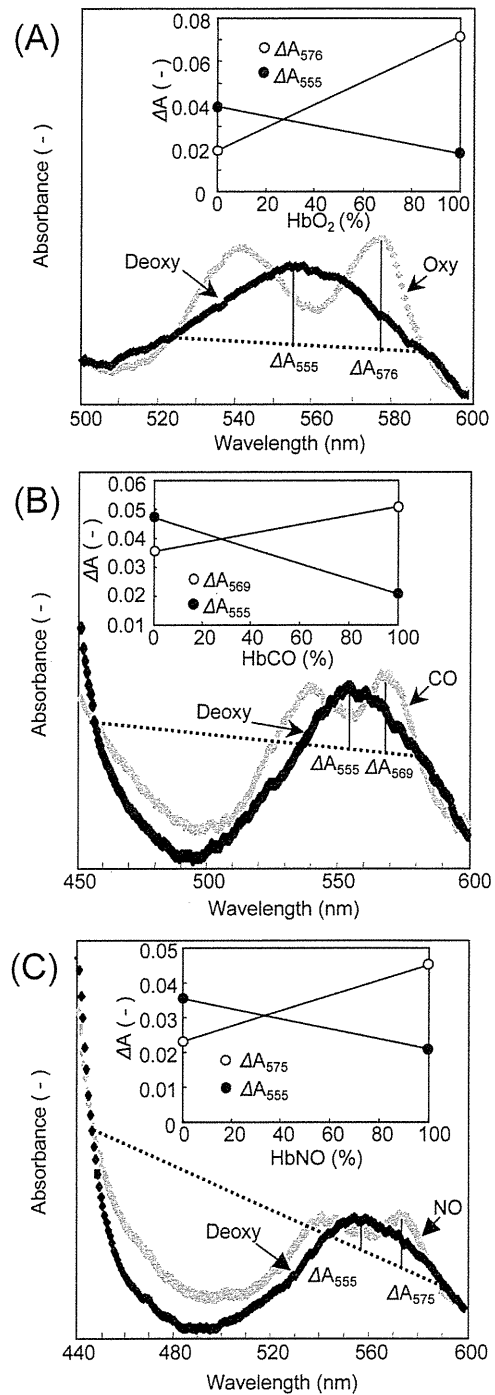 (A)
0.08
0.06
0.04
0.02
0
ΔA (-)
○ ΔA576
● ΔA555
0 20 40 60 80 100
HbO2 (%)
Absorbance (-)
Deoxy
Oxy
ΔA555
ΔA576
500 520 540 560 580 600
Wavelength (nm)
(B)
0.06
0.05
0.04
0.03
0.02
0.01
ΔA (-)
○ ΔA569
● ΔA555
0 20 40 60 80 100
HbCO (%)
Absorbance (-)
Deoxy
CO
ΔA555 ΔA569
450 500 550 600
Wavelength (nm)
(C)
0.05
0.04
0.03
0.02
0.01
0
ΔA (-)
○ ΔA575
● ΔA555
0 20 40 60 80 100
HbNO (%)
Absorbance (-)
Deoxy
NO
ΔA555
ΔA575
440 480 520 560 600
Wavelength (nm)